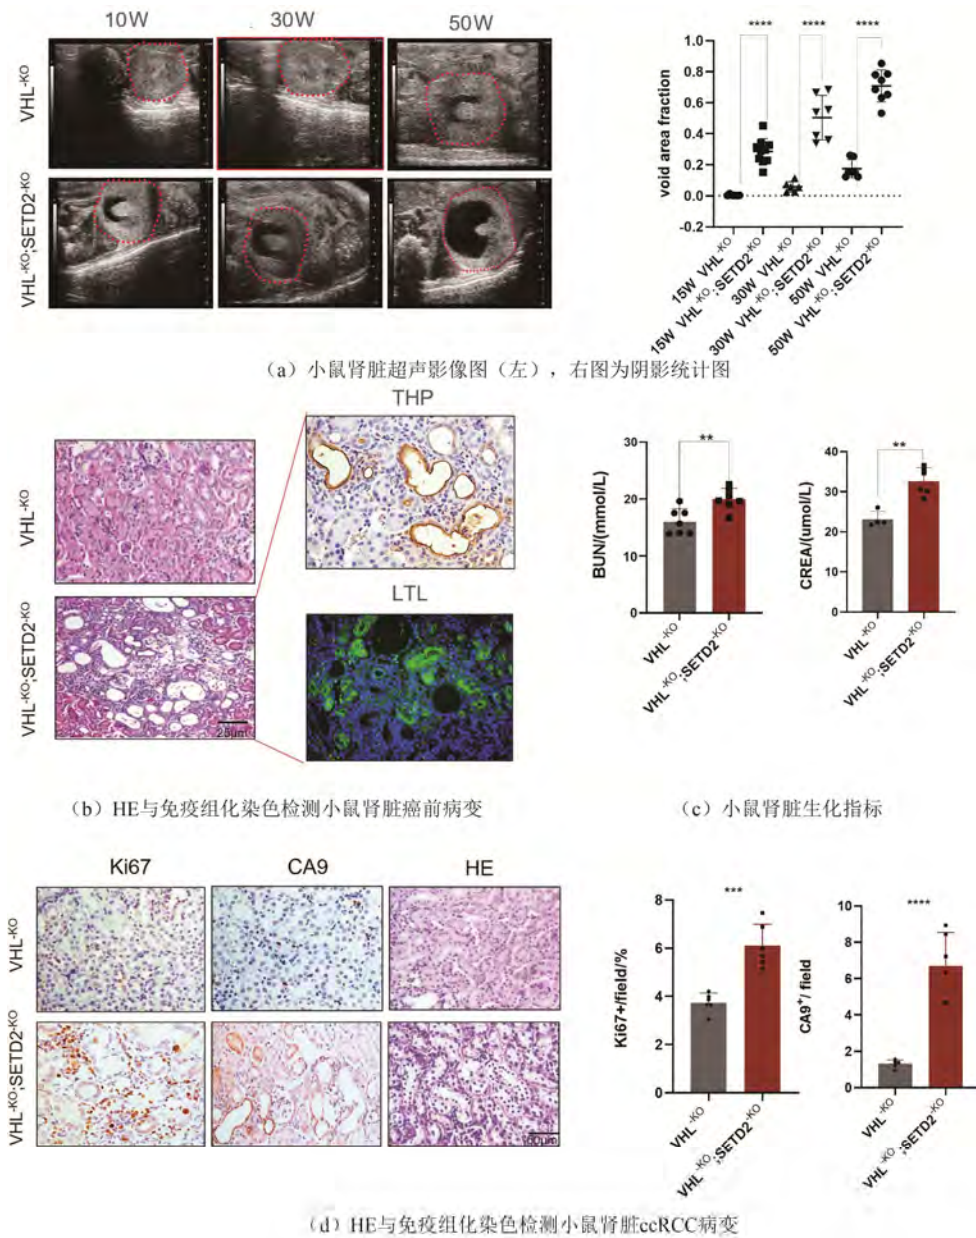 10W 30W 50W
VHL-KO
VHL-KO;SETD2-KO
void area fraction
1.0
0.8
0.6
0.4
0.2
0.0
-0.2
**** **** ****
15W VHL-KO
15W VHL-KO;SETD2-KO
30W VHL-KO
30W VHL-KO;SETD2-KO
50W VHL-KO
50W VHL-KO;SETD2-KO
(a) 小鼠肾脏超声影像图(左),右图为阴影统计图
THP
VHL-KO
VHL-KO;SETD2-KO
25μm
LTL
BUN/(mmol/L)
30
20
10
0
**
VHL-KO
VHL-KO;SETD2-KO
CREA/(umol/L)
40
30
20
10
0
**
VHL-KO
VHL-KO;SETD2-KO
(b) HE与免疫组化染色检测小鼠肾脏癌前病变
(c) 小鼠肾脏生化指标
Ki67 CA9 HE
VHL-KO
VHL-KO;SETD2-KO
Ki67+/field/%
8
6
4
2
0
***
VHL-KO
VHL-KO;SETD2-KO
CA9+/ field
10
8
6
4
2
0
****
VHL-KO
VHL-KO;SETD2-KO
(d) HE与免疫组化染色检测小鼠肾脏ccRCC病变